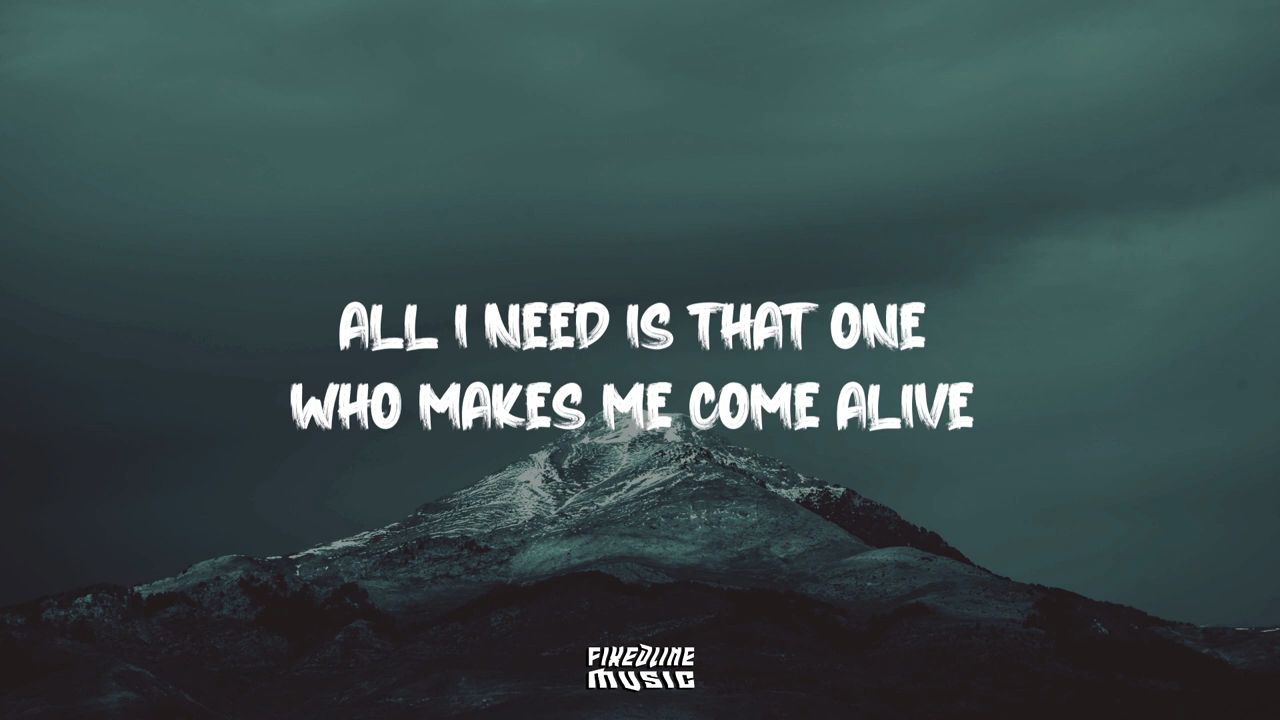 ALL I NEED IS THAT ONE
WHO MAKES ME COME ALIVE
FIXEDLINE
MUSIC